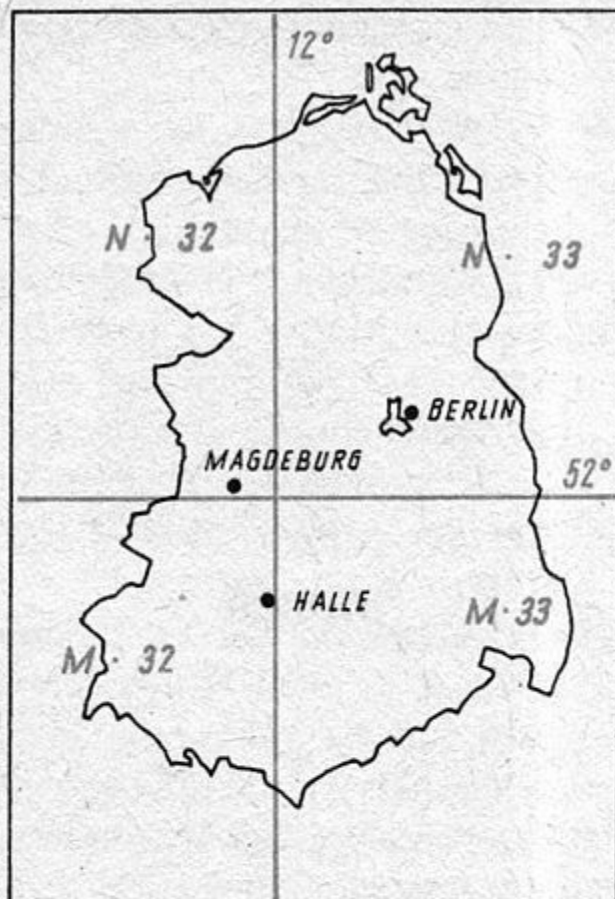 12°
N · 32
N · 33
BERLIN
MAGDEBURG
52°
HALLE
M · 33
M · 32